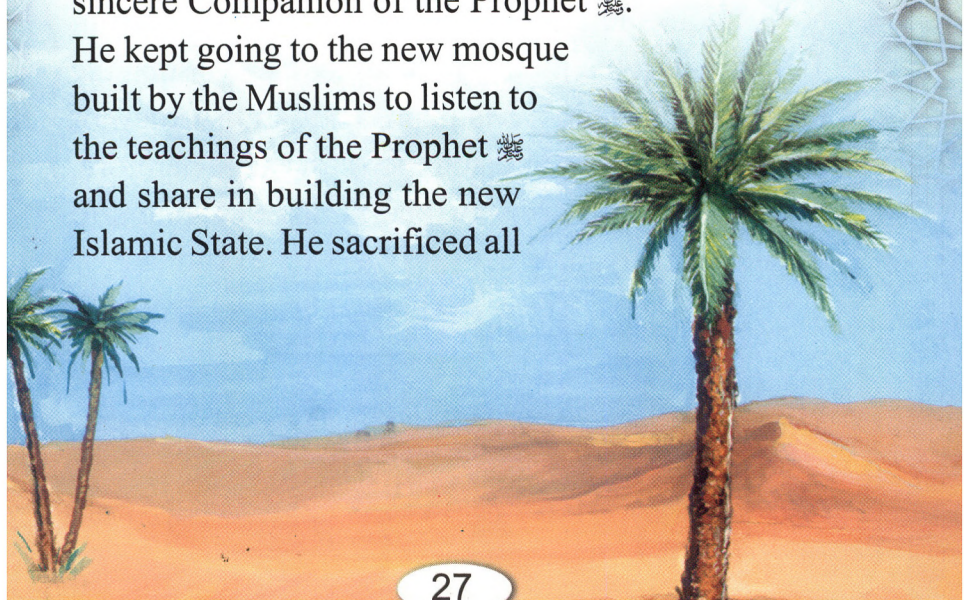 sincere Companion of the Prophet ﷺ.
He kept going to the new mosque
built by the Muslims to listen to
the teachings of the Prophet ﷺ
and share in building the new
Islamic State. He sacrificed all
27